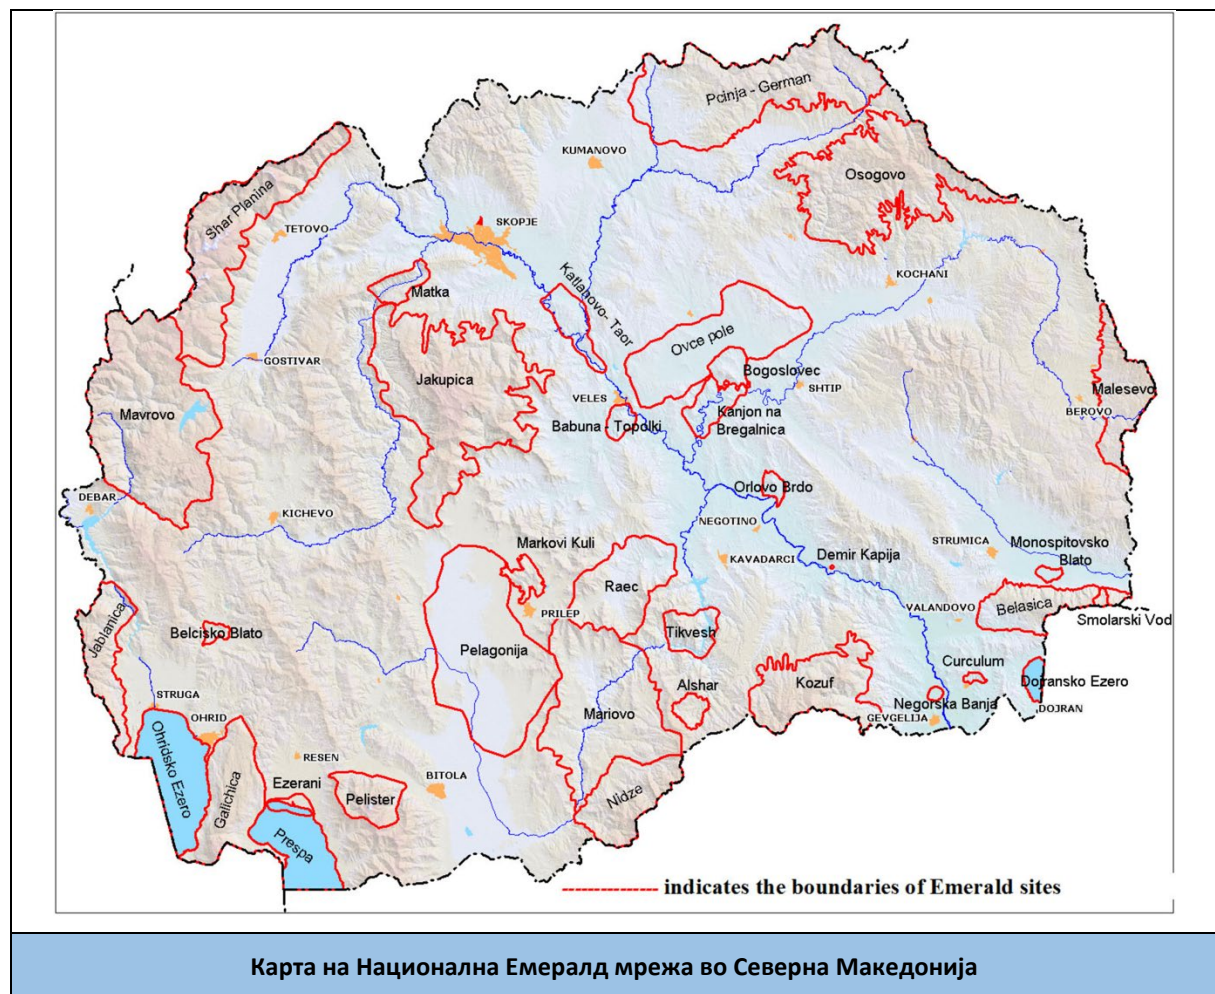 Pcinja - German
KUMANOVO
Osogovo
Shar Planina
TETOVO
SKOPJE
KOCHANI
Katlanovo- Taor
Matka
Ovce pole
GOSTIVAR
Jakupica
Bogoslovec
SHTIP
Malesevo
BEROVO
Mavrovo
VELES
Babuna - Topolki
Kanjon na
Bregalnica
DEBAR
KICHEVO
Orlovo Brdo
NEGOTINO
Markovi Kuli
KAVADARCI
Demir Kapija
STRUMICA
Monospitovsko
Blato
Raec
PRILEP
VALANDOVO
Belasica
Smolarski Vod
Jablanica
Belcisko Blato
Pelagonija
Tikvesh
Curculum
Dojransko Ezero
STRUGA
OHRID
Alshar
Kozuf
Negorska Banja
DOJRAN
Mariovo
GEVGELIJA
Ohridsko Ezero
Galichica
RESEN
BITOLA
Ezerani
Pelister
Nidze
Prespa
indicates the boundaries of Emerald sites
Карта на Национална Емералд мрежа во Северна Македонија